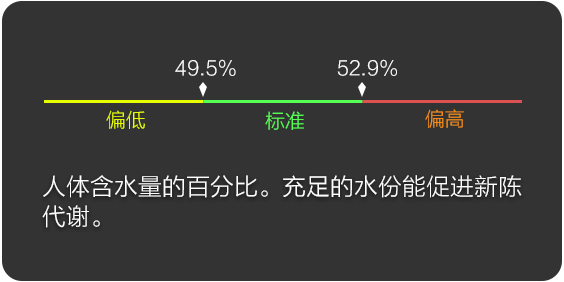 49.5% 52.9%
偏低 标准 偏高
人体含水量的百分比。充足的水份能促进新陈
代谢。